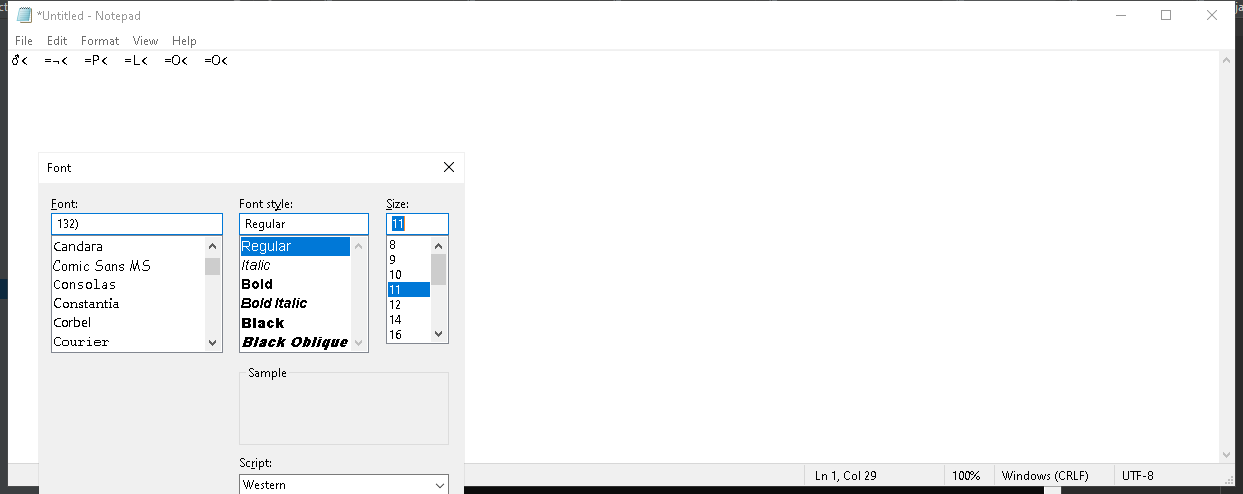 *Untitled - Notepad
File Edit Format View Help
♂< =¬< =P< =L< =O< =O<
Font
Font: Font style: Size:
132) Regular 11
Candara Regular 8
Comic Sans MS Italic 9
Consolas Bold 10
Constantia Bold Italic 11
Corbel Black 12
Courier Black Oblique 14
16
Sample
Script:
Western
Ln 1, Col 29 100% Windows (CRLF) UTF-8